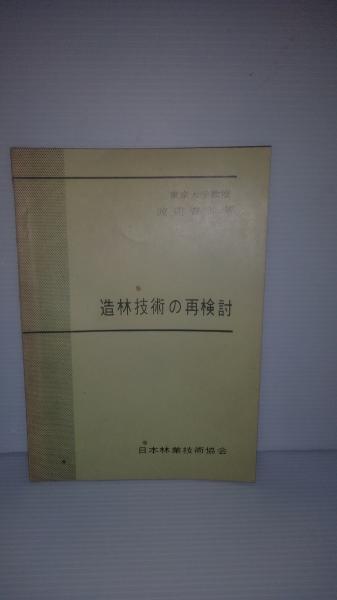 東京大学教授
造林技術の再検討
日本林業技術協会